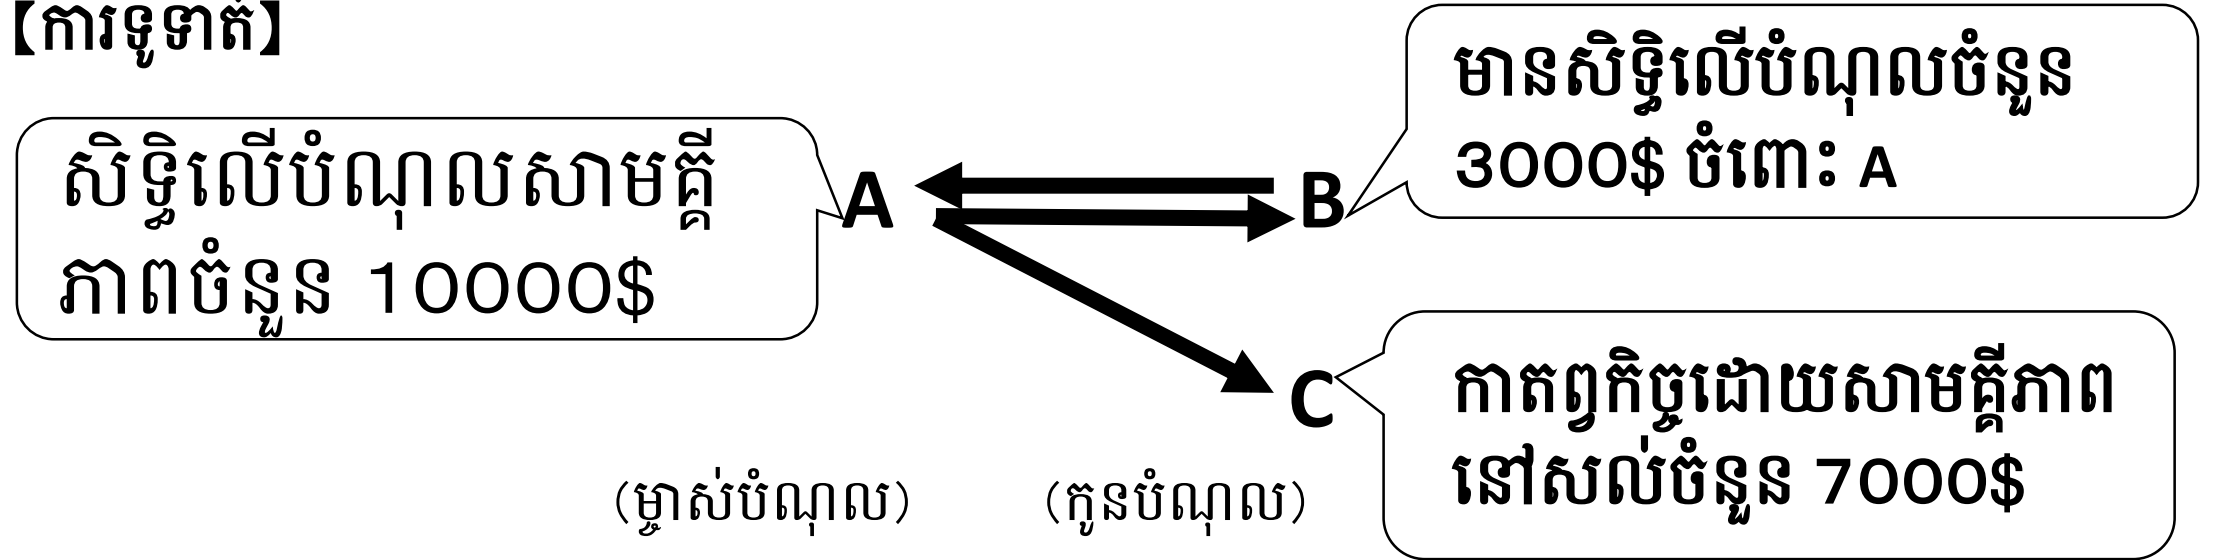 【ការទូទាត់】
មានសិទ្ធិលើបំណុលចំនួន
3000$ ចំពោះ A
សិទ្ធិលើបំណុលសាមគ្គី
ភាពចំនួន 10000$
A
B
C
កាតព្វកិច្ចដោយសាមគ្គីភាព
នៅសល់ចំនួន 7000$
(ម្ចាស់បំណុល)
(កូនបំណុល)